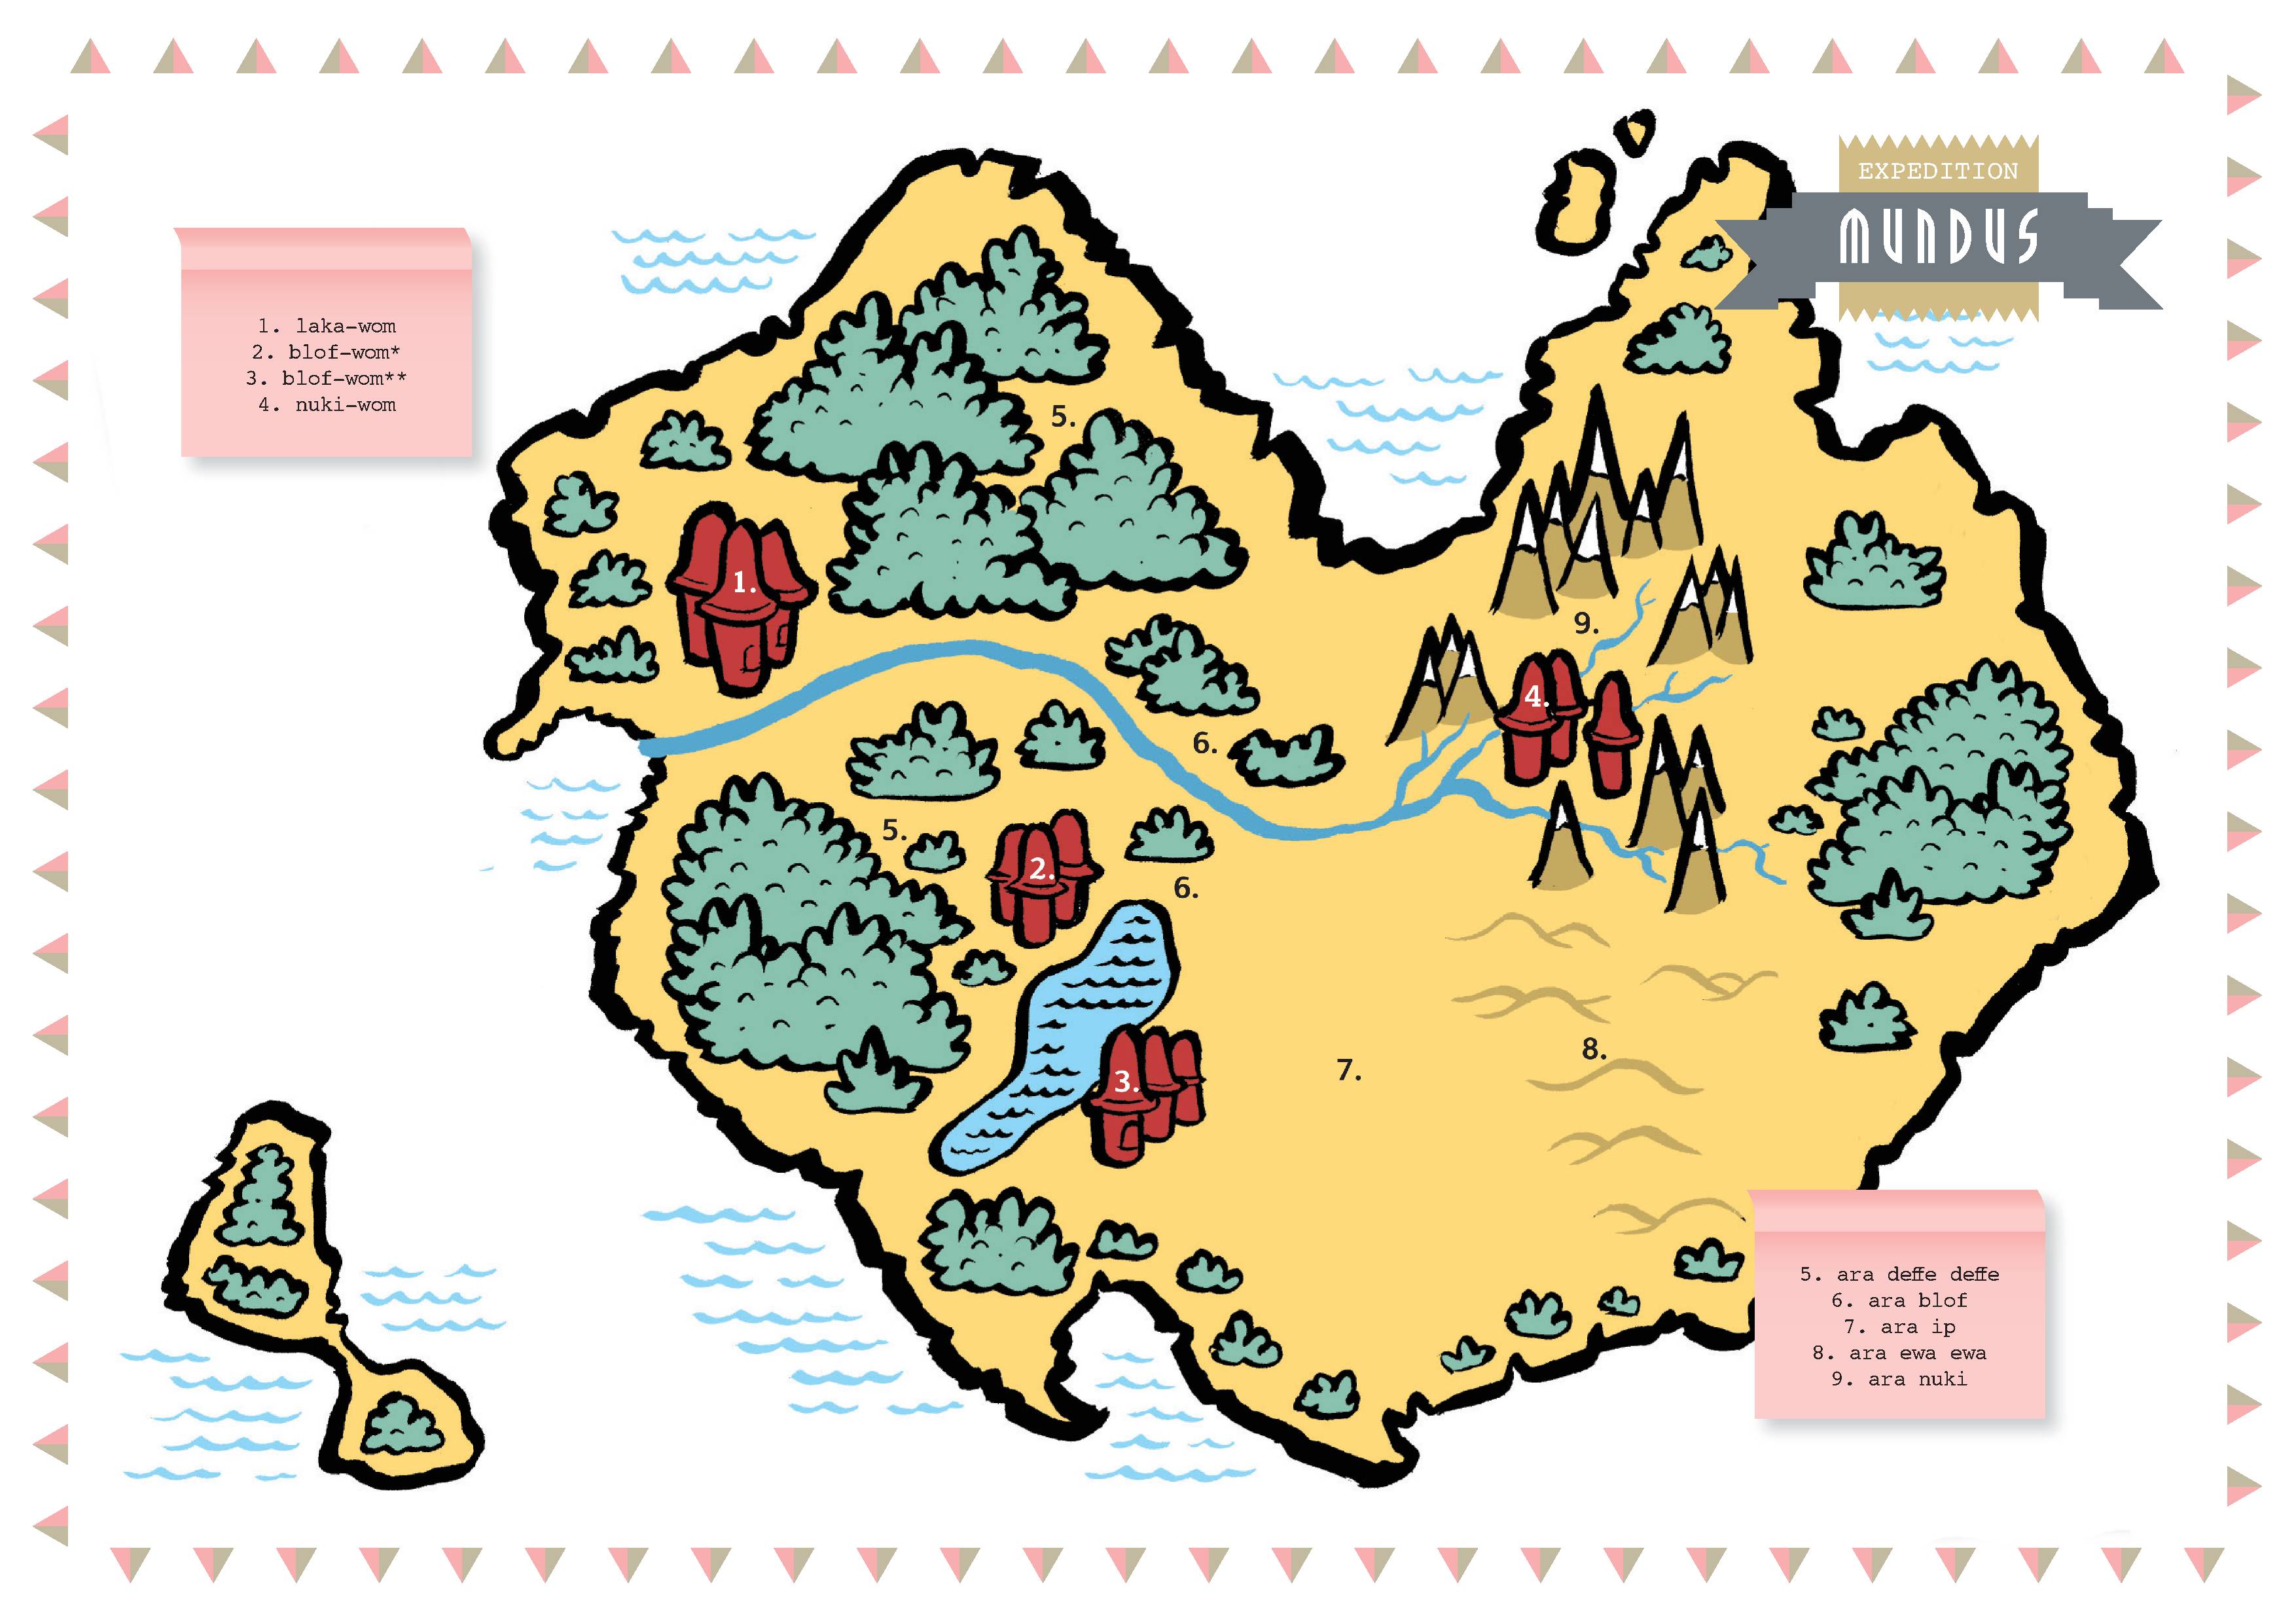 EXPEDITION
MUNDUS
1. laka-wom
2. blof-wom*
3. blof-wom**
4. nuki-wom
5.
1.
9.
4.
6.
5.
2.
6.
8.
7.
3.
5. ara deffe deffe
6. ara blof
7. ara ip
8. ara ewa ewa
9. ara nuki